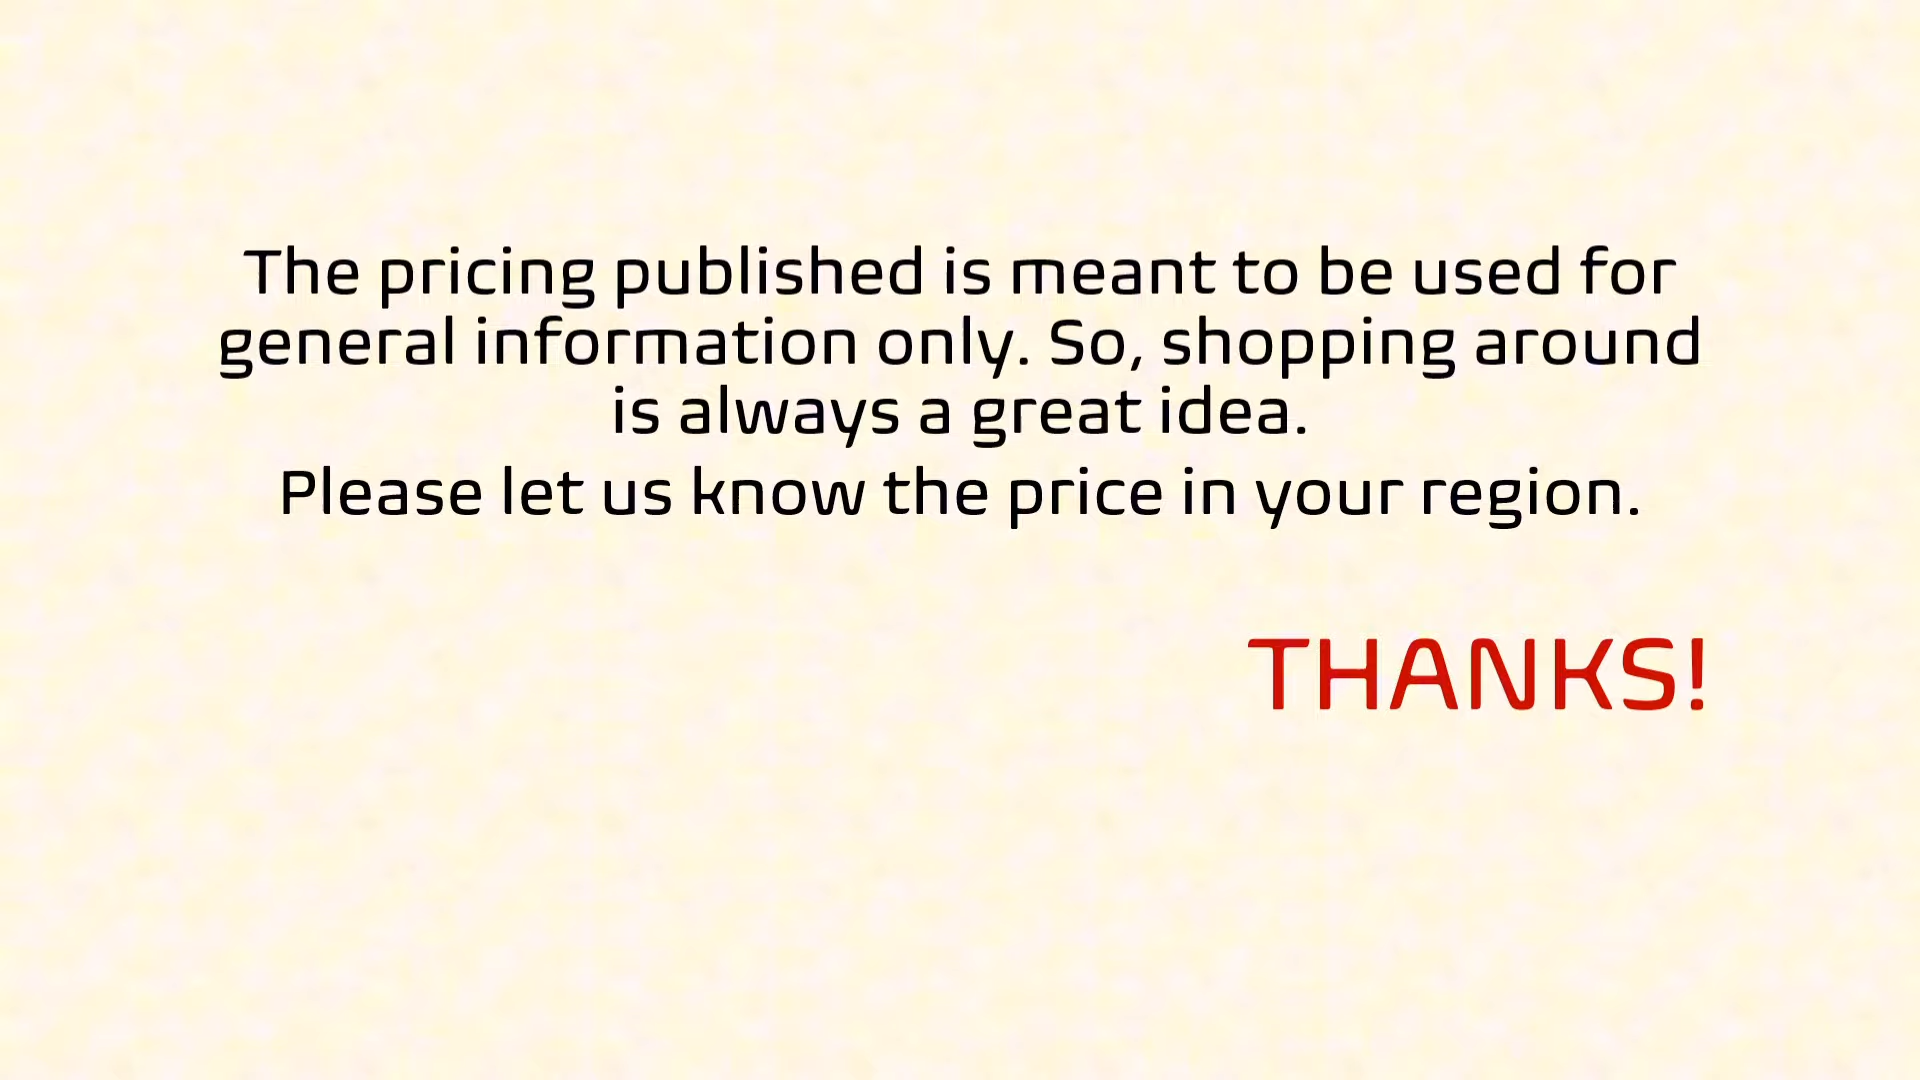 The pricing published is meant to be used for
general information only. So, shopping around
is always a great idea.
Please let us know the price in your region.
THANKS!